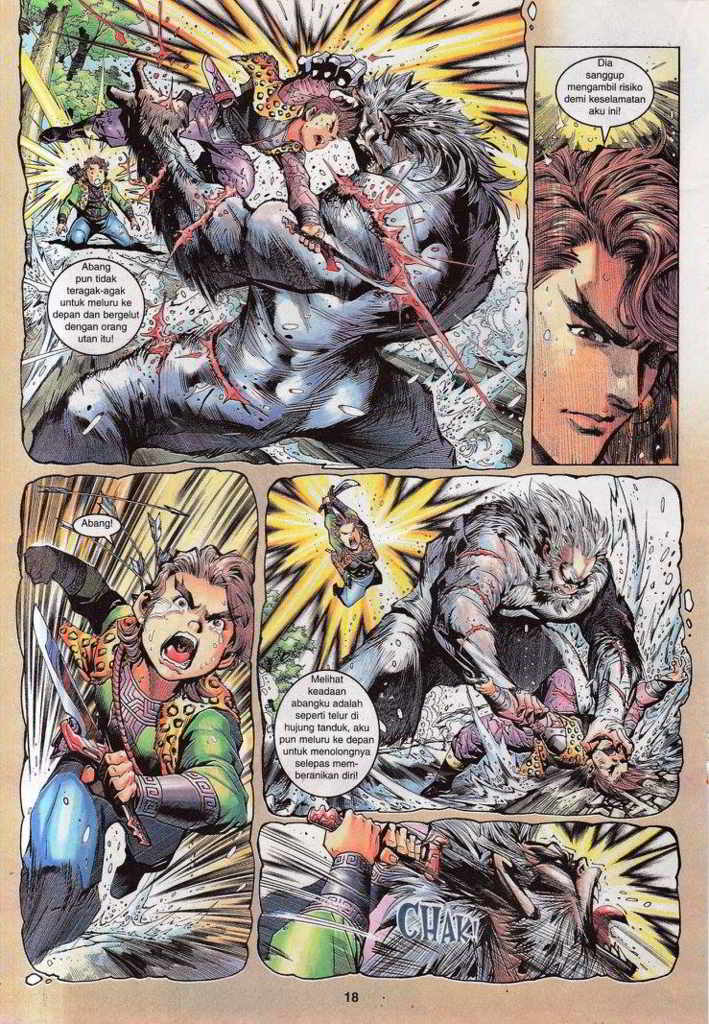 Abang
pun tidak
teragak-agak
untuk meluru ke
depan dan bergelut
dengan orang
utan itu!
Dia
sanggup
mengambil risiko
demi keselamatan
aku ini!
Abang!
Melihat
keadaan
abangku adalah
seperti telur di
hujung tanduk, aku
pun meluru ke depan
untuk menolongnya
selepas mem-
beranikan diri!
CHAK!
18